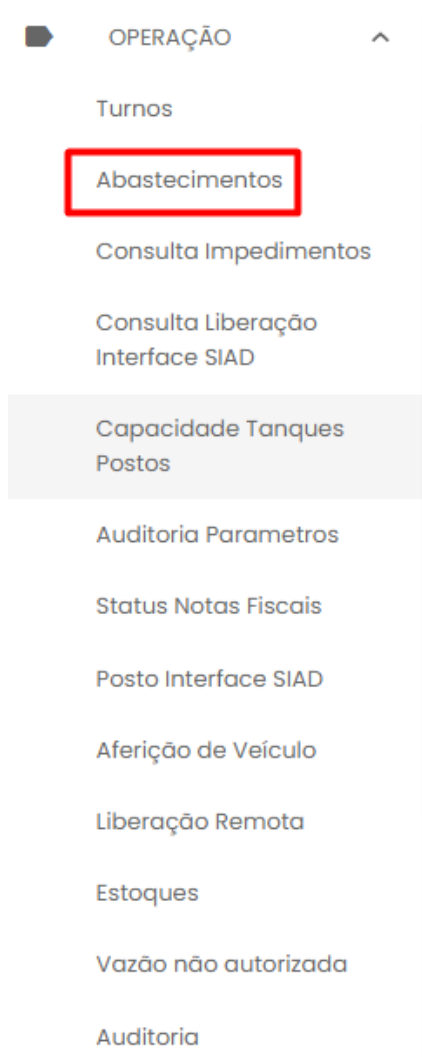 OPERAÇÃO
Turnos
Abastecimentos
Consulta Impedimentos
Consulta Liberação
Interface SIAD
Capacidade Tanques
Postos
Auditoria Parametros
Status Notas Fiscais
Posto Interface SIAD
Aferição de Veículo
Liberação Remota
Estoques
Vazão não autorizada
Auditoria